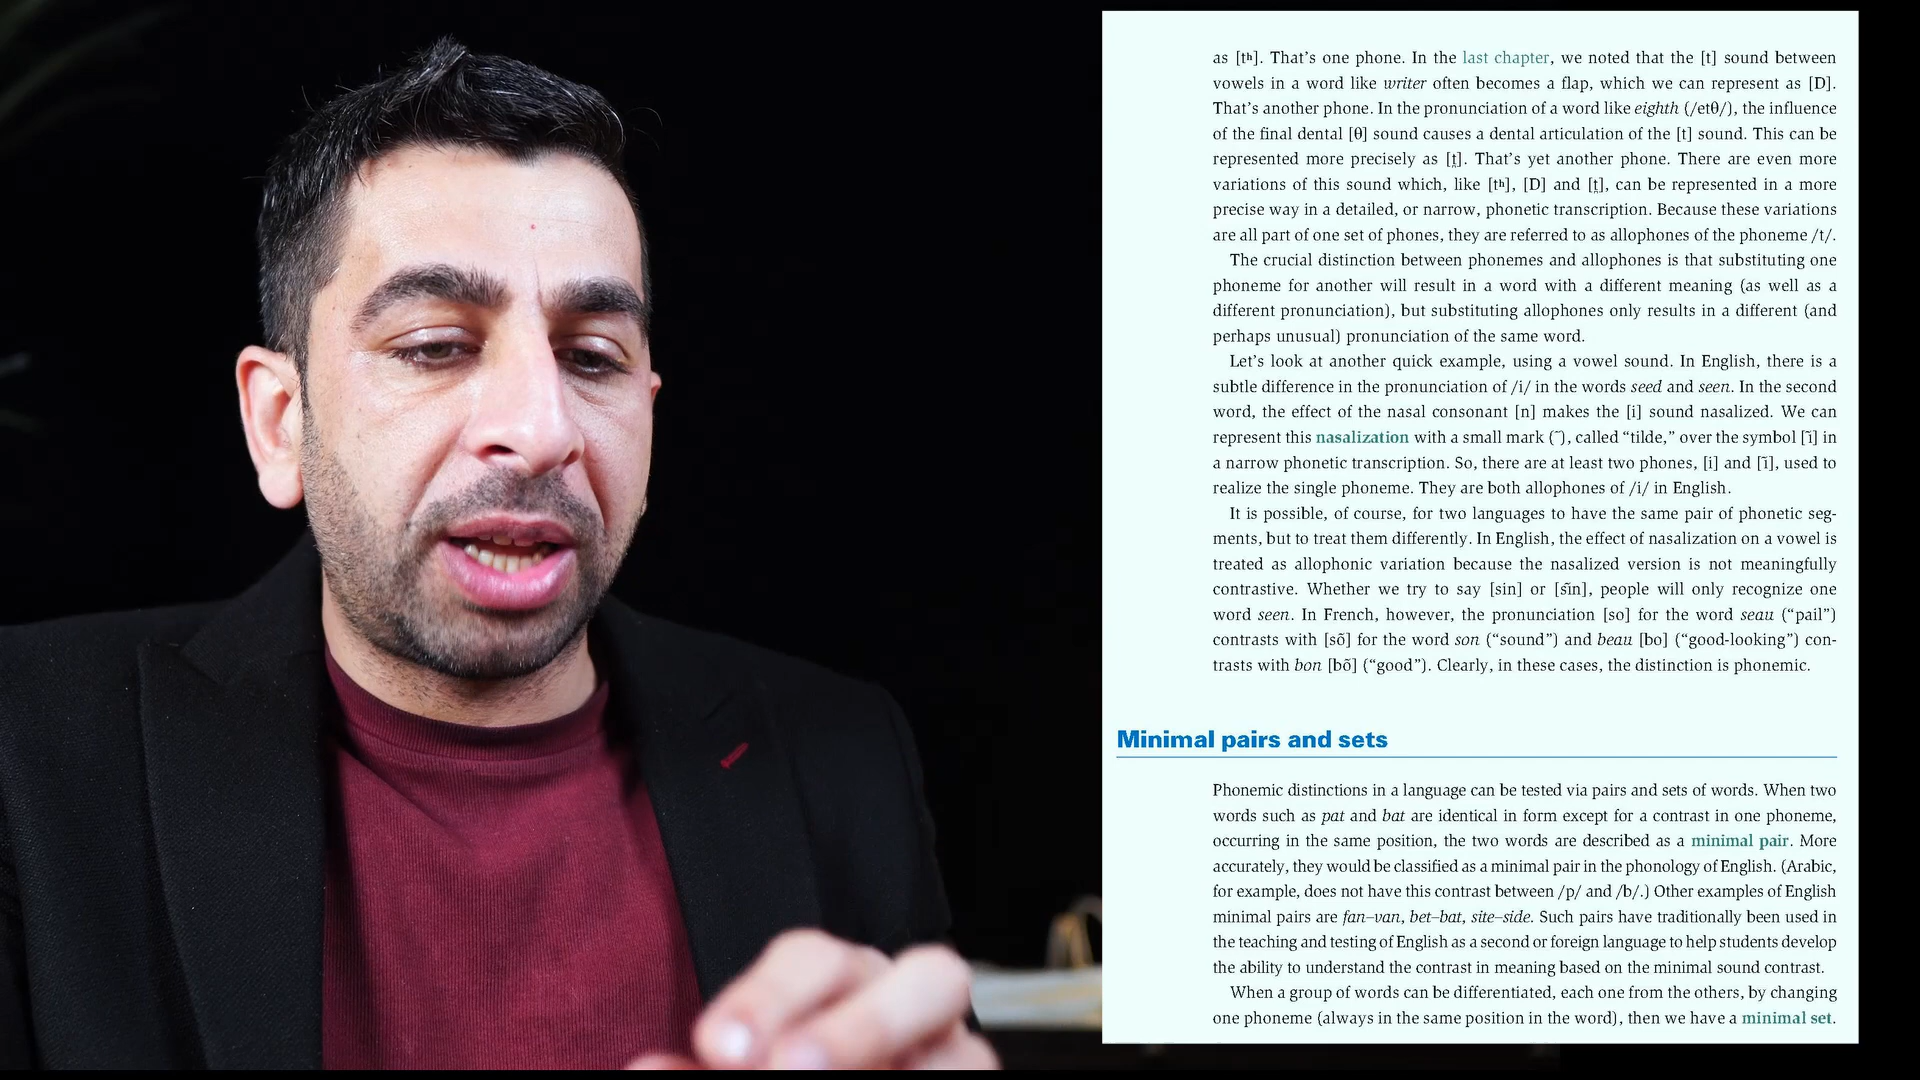 as [tʰ]. That’s one phone. In the last chapter, we noted that the [t] sound between
vowels in a word like writer often becomes a flap, which we can represent as [D].
That’s another phone. In the pronunciation of a word like eighth (/etθ/), the influence
of the final dental [θ] sound causes a dental articulation of the [t] sound. This can be
represented more precisely as [t̪]. That’s yet another phone. There are even more
variations of this sound which, like [tʰ], [D] and [t̪], can be represented in a more
precise way in a detailed, or narrow, phonetic transcription. Because these variations
are all part of one set of phones, they are referred to as allophones of the phoneme /t/.
The crucial distinction between phonemes and allophones is that substituting one
phoneme for another will result in a word with a different meaning (as well as a
different pronunciation), but substituting allophones only results in a different (and
perhaps unusual) pronunciation of the same word.
Let’s look at another quick example, using a vowel sound. In English, there is a
subtle difference in the pronunciation of /i/ in the words seed and seen. In the second
word, the effect of the nasal consonant [n] makes the [i] sound nasalized. We can
represent this nasalization with a small mark (˜), called “tilde,” over the symbol [ĩ] in
a narrow phonetic transcription. So, there are at least two phones, [i] and [ĩ], used to
realize the single phoneme. They are both allophones of /i/ in English.
It is possible, of course, for two languages to have the same pair of phonetic seg-
ments, but to treat them differently. In English, the effect of nasalization on a vowel is
treated as allophonic variation because the nasalized version is not meaningfully
contrastive. Whether we try to say [sin] or [sĩn], people will only recognize one
word seen. In French, however, the pronunciation [so] for the word seau (“pail”)
contrasts with [sõ] for the word son (“sound”) and beau [bo] (“good-looking”) con-
trasts with bon [bõ] (“good”). Clearly, in these cases, the distinction is phonemic.
Minimal pairs and sets
Phonemic distinctions in a language can be tested via pairs and sets of words. When two
words such as pat and bat are identical in form except for a contrast in one phoneme,
occurring in the same position, the two words are described as a minimal pair. More
accurately, they would be classified as a minimal pair in the phonology of English. (Arabic,
for example, does not have this contrast between /p/ and /b/.) Other examples of English
minimal pairs are fan–van, bet–bat, site–side. Such pairs have traditionally been used in
the teaching and testing of English as a second or foreign language to help students develop
the ability to understand the contrast in meaning based on the minimal sound contrast.
When a group of words can be differentiated, each one from the others, by changing
one phoneme (always in the same position in the word), then we have a minimal set.